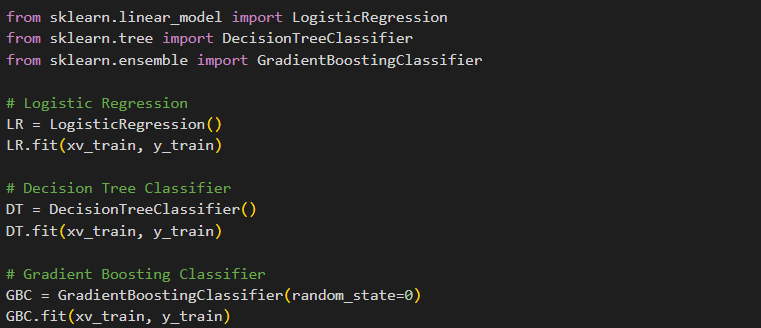 from sklearn.linear_model import LogisticRegression
from sklearn.tree import DecisionTreeClassifier
from sklearn.ensemble import GradientBoostingClassifier
# Logistic Regression
LR = LogisticRegression()
LR.fit(xv_train, y_train)
# Decision Tree Classifier
DT = DecisionTreeClassifier()
DT.fit(xv_train, y_train)
# Gradient Boosting Classifier
GBC = GradientBoostingClassifier(random_state=0)
GBC.fit(xv_train, y_train)